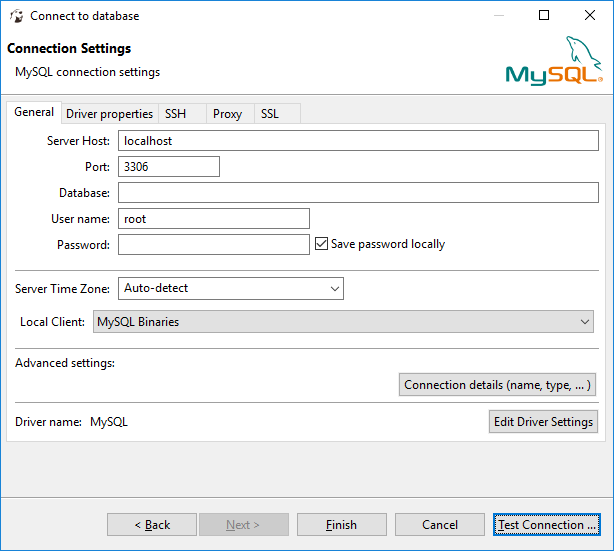 Connect to database
Connection Settings
MySQL connection settings
MySQL®
General Driver properties SSH Proxy SSL
Server Host: localhost
Port: 3306
Database:
User name: root
Password: Save password locally
Server Time Zone: Auto-detect
Local Client: MySQL Binaries
Advanced settings:
Connection details (name, type, ... )
Driver name: MySQL Edit Driver Settings
< Back Next > Finish Cancel Test Connection ...